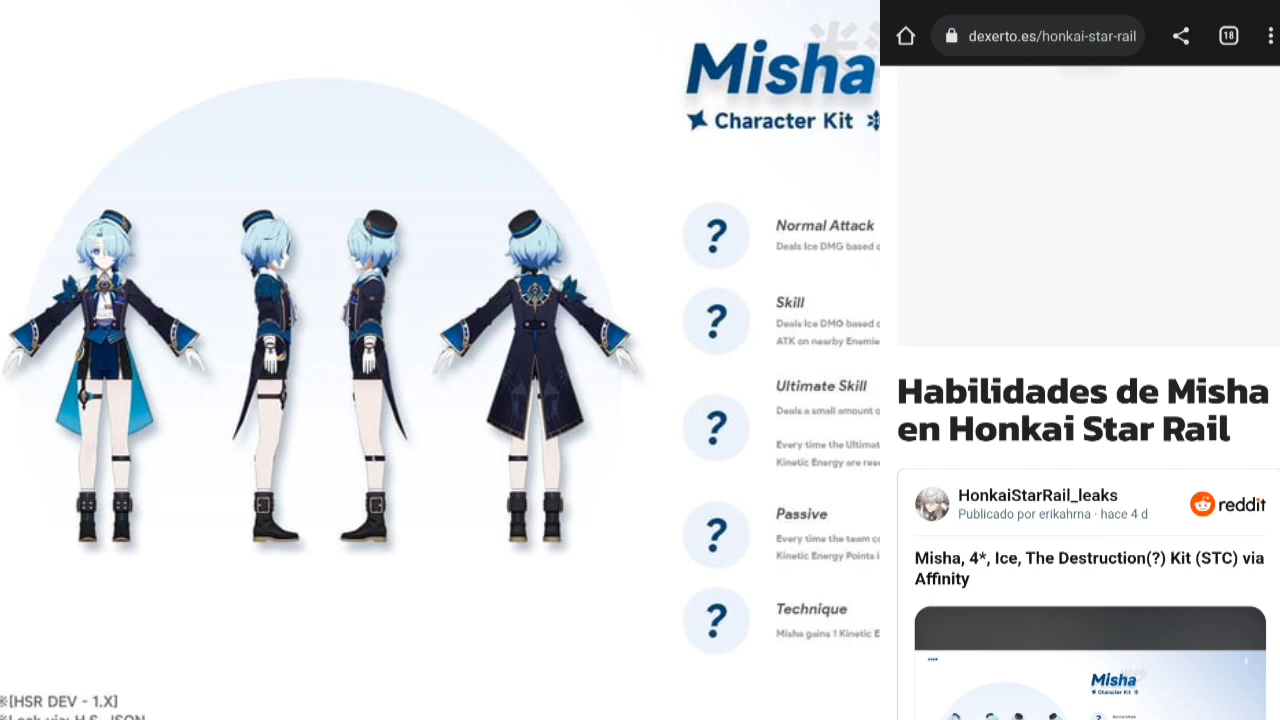 Misha
Character Kit
Normal Attack
Deals Ice DMG based
Skill
Deals Ice DMG based
ATK on nearby Enemie
Ultimate Skill
Deals a small amount
Every time the Ultimat
Kinetic Energy are rese
Passive
Every time the team
Kinetic Energy Points
Technique
Misha gains 1 Kinetic E
※[HSR DEV - 1.X]
※Leak via: H.S. JSON
dexerto.es/honkai-star-rail
18
Habilidades de Misha
en Honkai Star Rail
HonkaiStarRail_leaks
Publicado por erikahrna · hace 4 d
reddit
Misha, 4*, Ice, The Destruction(?) Kit (STC) via
Affinity
Misha
Character Kit